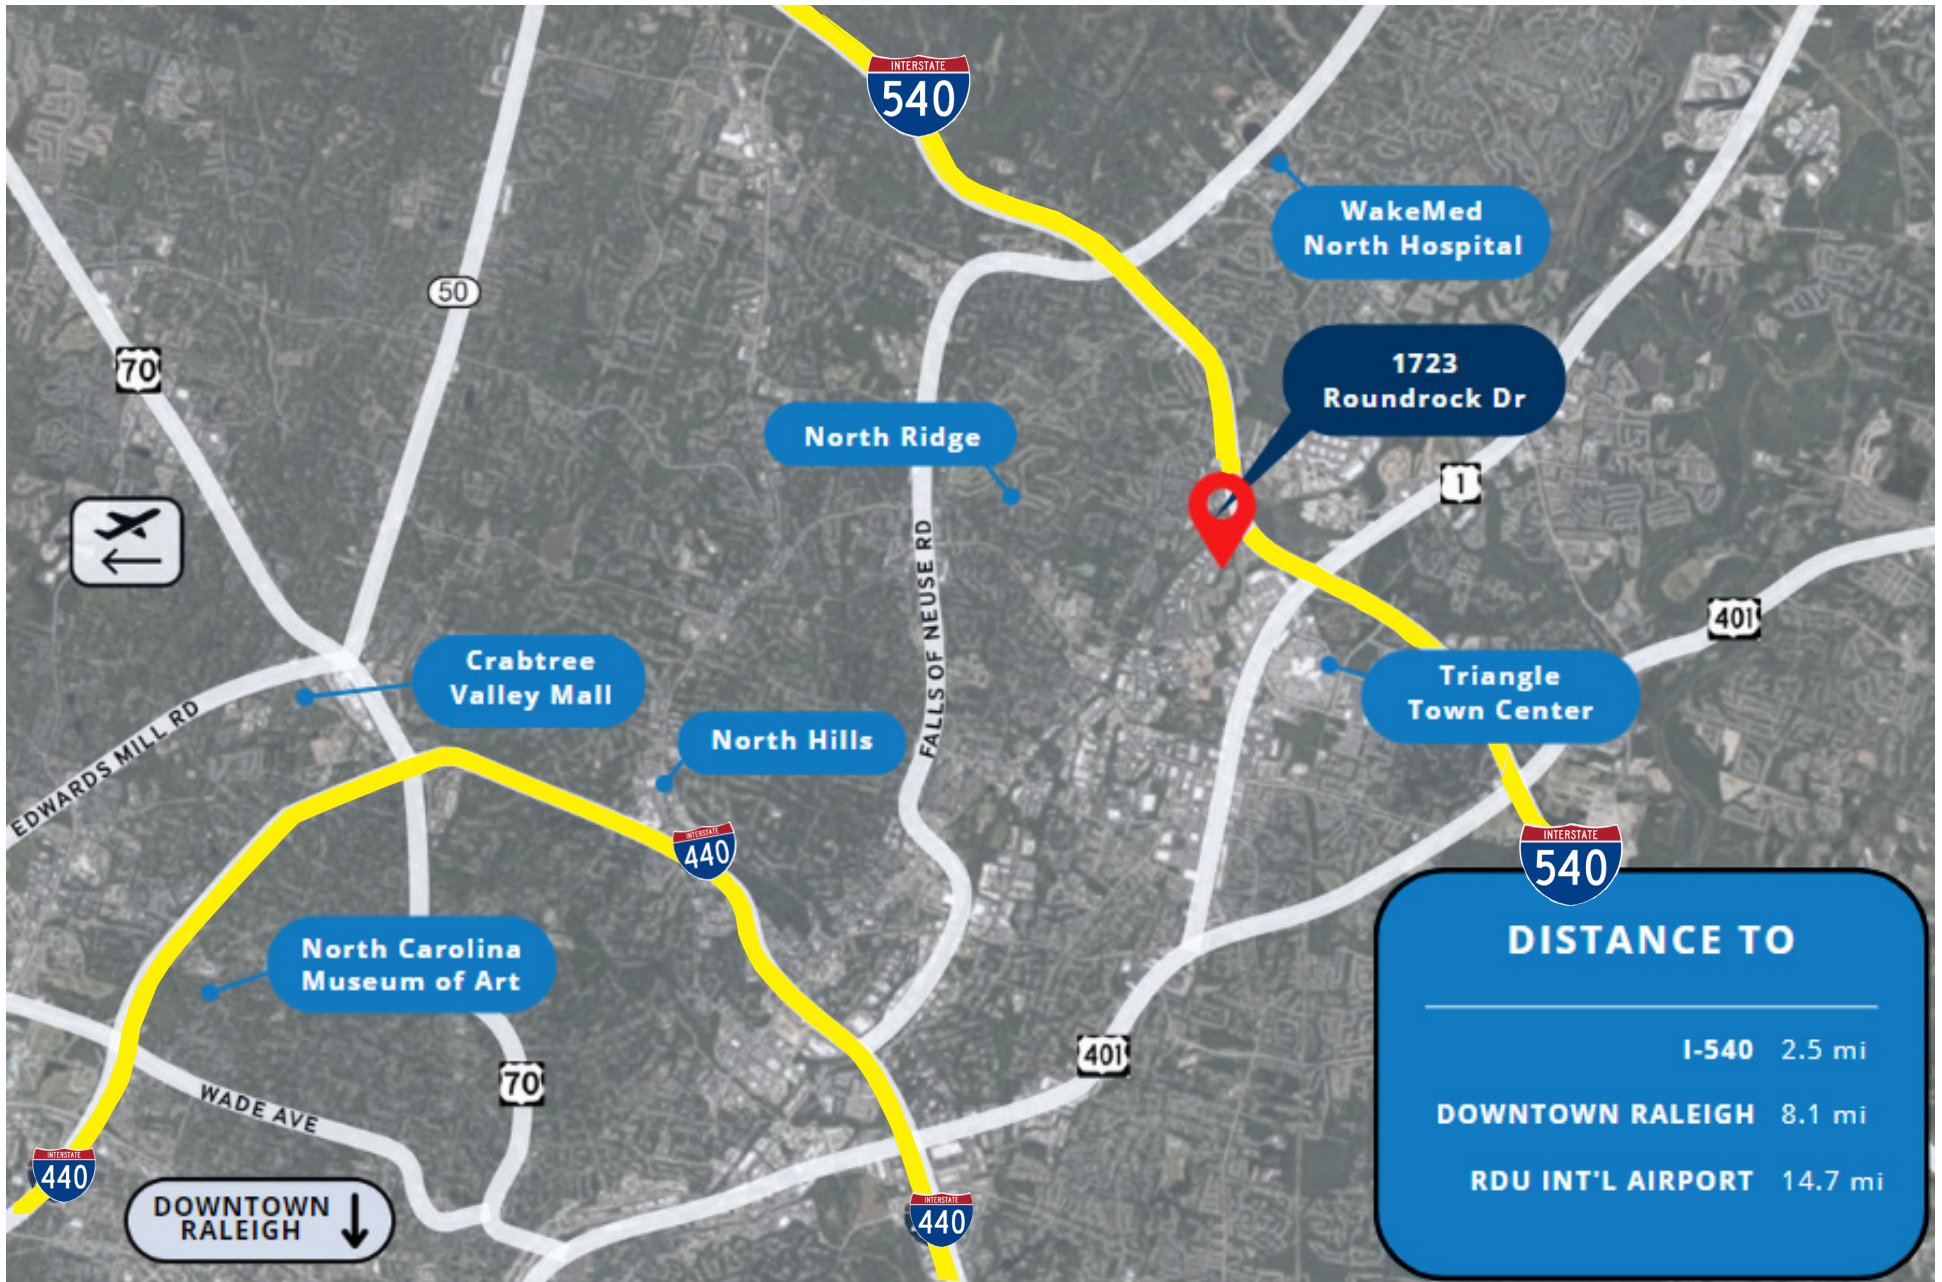 INTERSTATE
540
WakeMed
North Hospital
50
1723
Roundrock Dr
70
North Ridge
1
FALLS OF NEUSE RD
401
Crabtree
Valley Mall
Triangle
Town Center
EDWARDS MILL RD
North Hills
INTERSTATE
440
INTERSTATE
540
North Carolina
Museum of Art
DISTANCE TO
I-540 2.5 mi
DOWNTOWN RALEIGH 8.1 mi
RDU INT'L AIRPORT 14.7 mi
401
70
WADE AVE
INTERSTATE
440
DOWNTOWN
RALEIGH
INTERSTATE
440